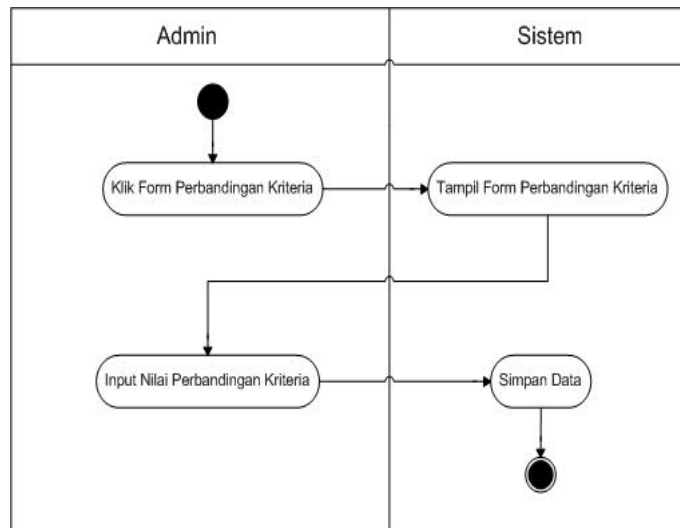 Admin
Sistem
Klik Form Perbandingan Kriteria
Tampil Form Perbandingan Kriteria
Input Nilai Perbandingan Kriteria
Simpan Data